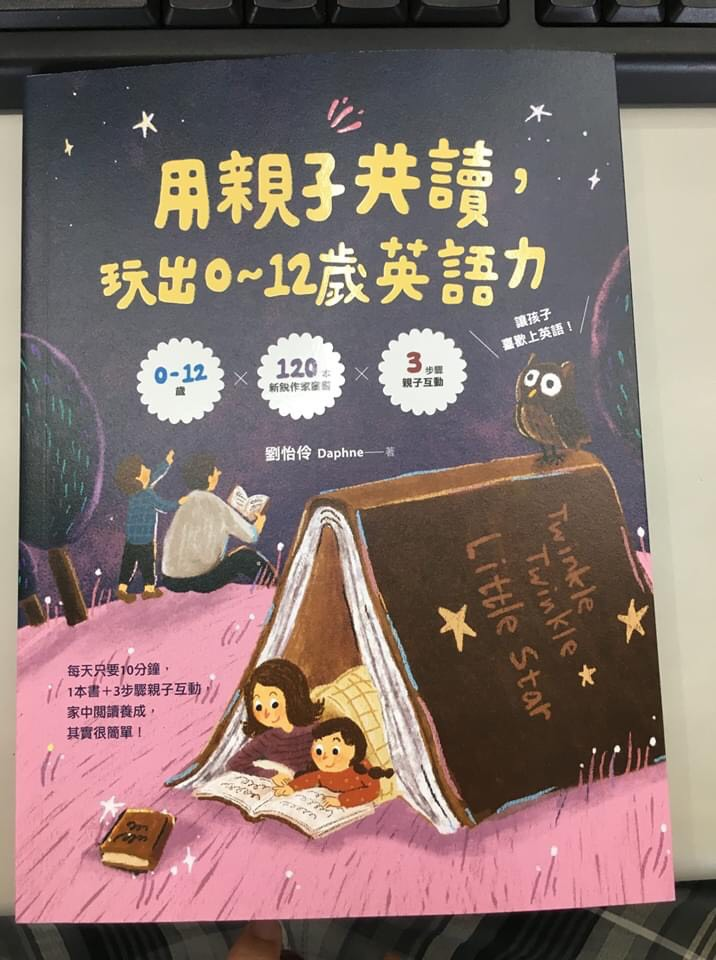 用親子共讀，
玩出0~12歲英語力
讓孩子
喜歡上英語！
0-12
歲
120本
新銳作家童書
3步驟
親子互動
劉怡伶 Daphne——著
Twinkle
Twinkle
Little Star
每天只要10分鐘，
1本書＋3步驟親子互動，
家中閱讀養成，
其實很簡單！